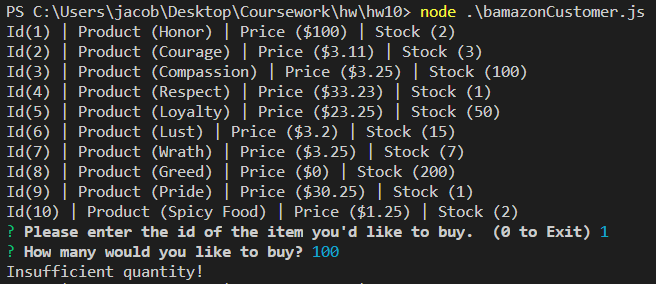 PS C:\Users\jacob\Desktop\Coursework\hw\hw10> node .\bamazonCustomer.js
Id(1) | Product (Honor) | Price ($100) | Stock (2)
Id(2) | Product (Courage) | Price ($3.11) | Stock (3)
Id(3) | Product (Compassion) | Price ($3.25) | Stock (100)
Id(4) | Product (Respect) | Price ($33.23) | Stock (1)
Id(5) | Product (Loyalty) | Price ($23.25) | Stock (50)
Id(6) | Product (Lust) | Price ($3.2) | Stock (15)
Id(7) | Product (Wrath) | Price ($3.25) | Stock (7)
Id(8) | Product (Greed) | Price ($0) | Stock (200)
Id(9) | Product (Pride) | Price ($30.25) | Stock (1)
Id(10) | Product (Spicy Food) | Price ($1.25) | Stock (2)
? Please enter the id of the item you'd like to buy.  (0 to Exit) 1
? How many would you like to buy? 100
Insufficient quantity!